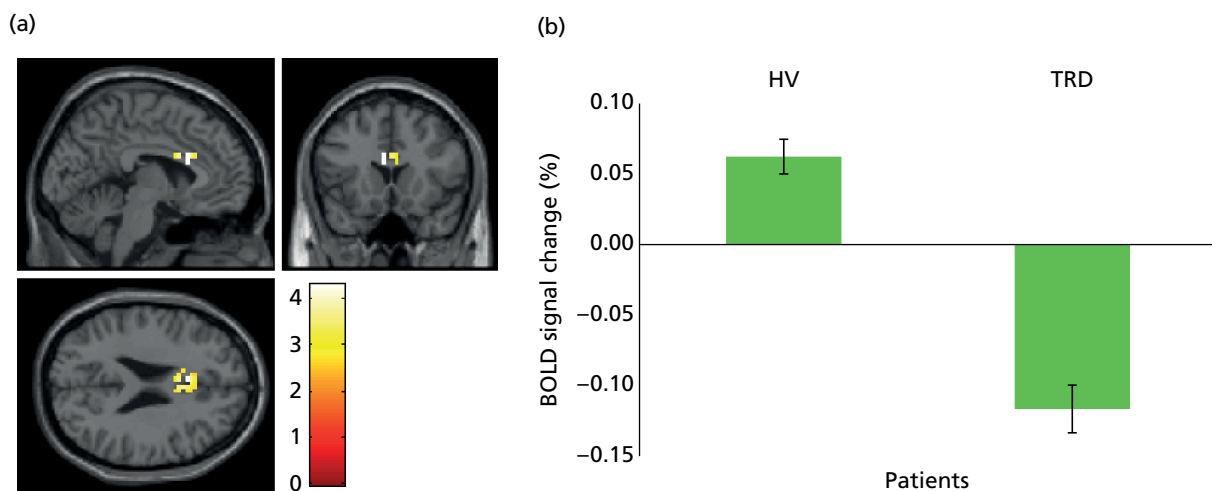 (a)
4
3
2
1
0
(b)
HV TRD
BOLD signal change (%)
0.10
0.05
0.00
−0.05
−0.10
−0.15
Patients